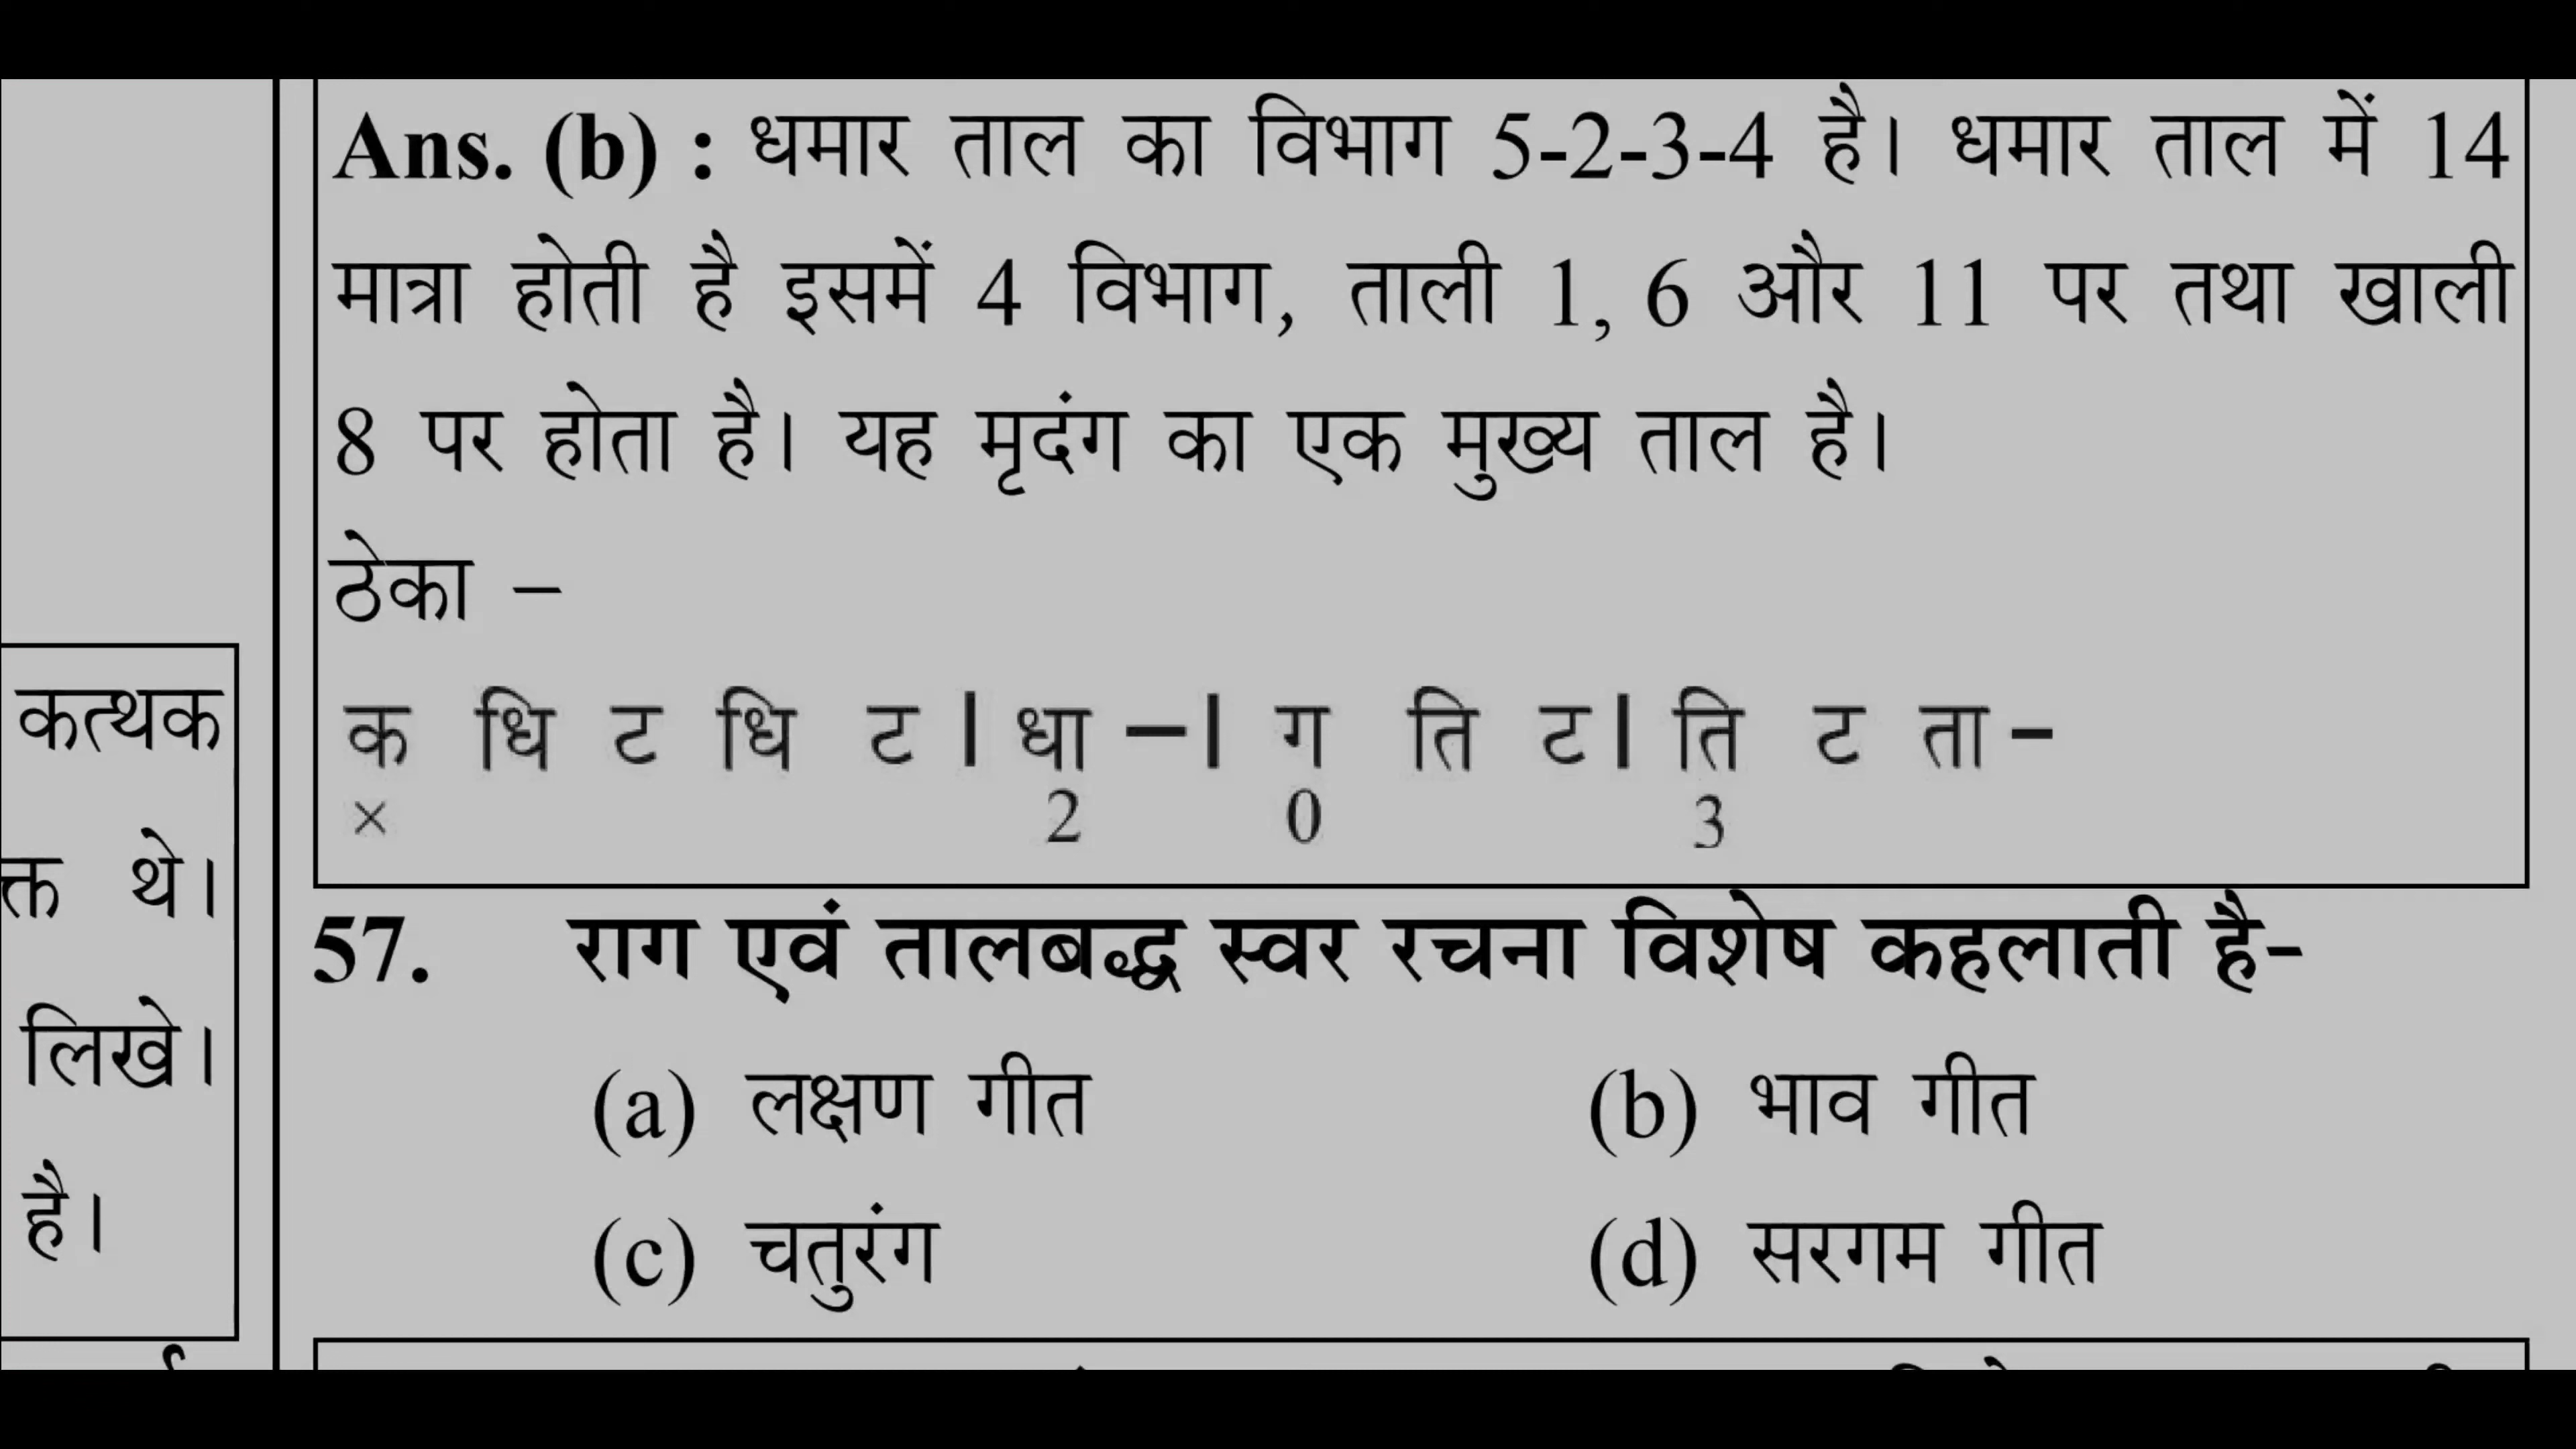 कत्थक
क्त थे।
लिखे।
है।
Ans. (b) : धमार ताल का विभाग 5-2-3-4 है। धमार ताल में 14
मात्रा होती है इसमें 4 विभाग, ताली 1, 6 और 11 पर तथा खाली
8 पर होता है। यह मृदंग का एक मुख्य ताल है।
ठेका –
क धि ट धि ट | धा – | ग ति ट | ति ट ता -
× 2 0 3
57. राग एवं तालबद्ध स्वर रचना विशेष कहलाती है-
(a) लक्षण गीत (b) भाव गीत
(c) चतुरंग (d) सरगम गीत